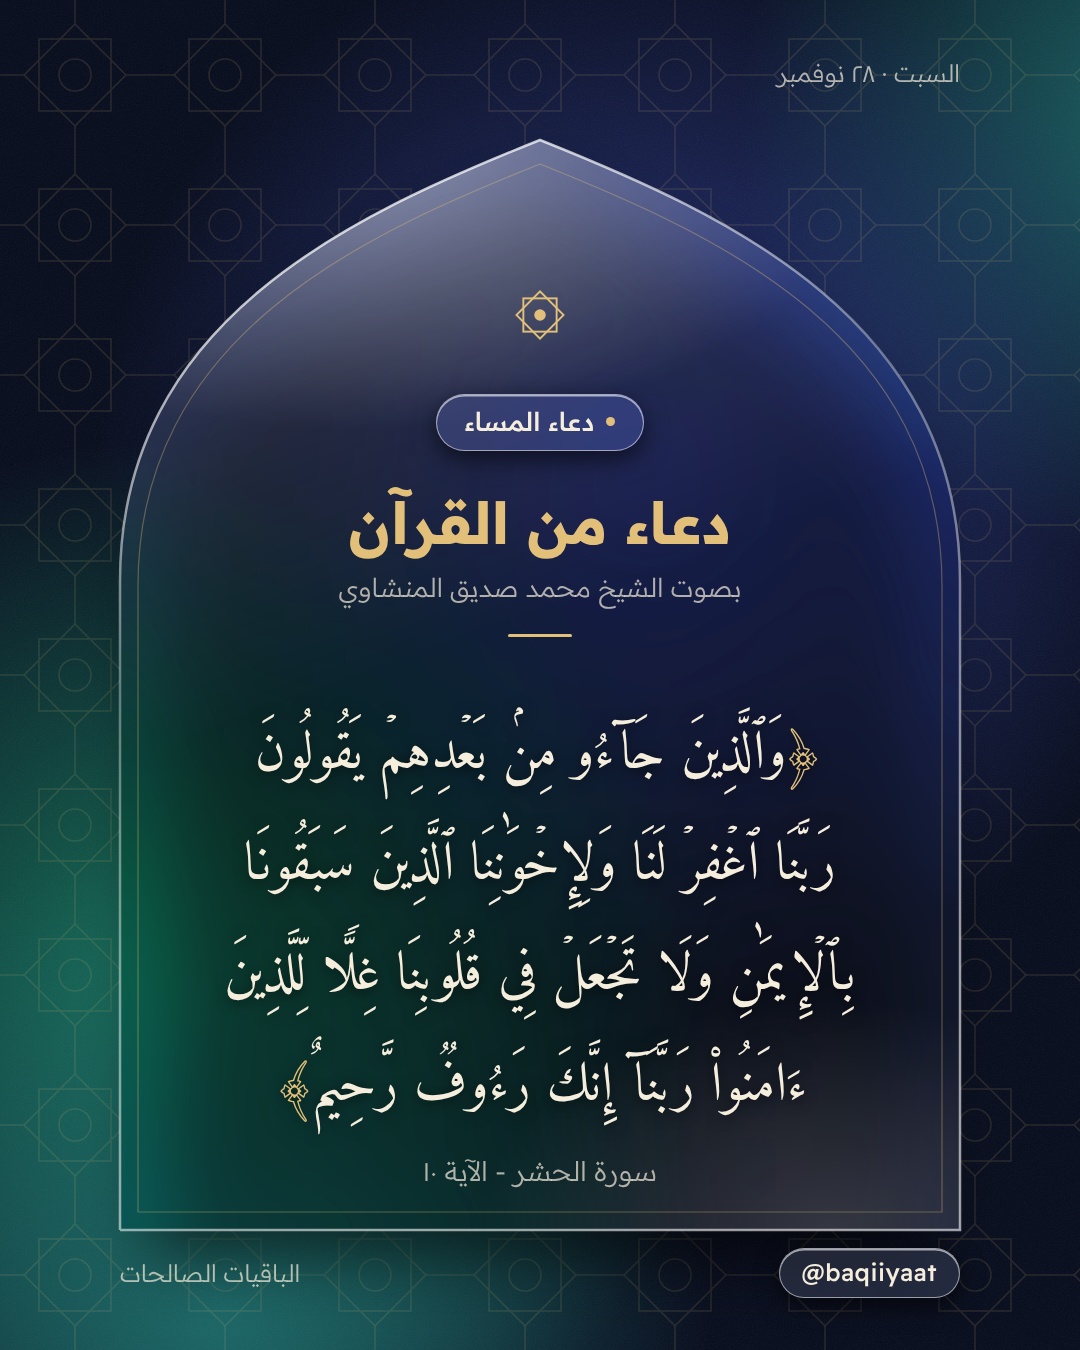 السبت · ٢٨ نوفمبر
دعاء المساء
دعاء من القرآن
بصوت الشيخ محمد صديق المنشاوي
﴿وَٱلَّذِينَ جَآءُو مِنۢ بَعۡدِهِمۡ يَقُولُونَ
رَبَّنَا ٱغۡفِرۡ لَنَا وَلِإِخۡوَٰنِنَا ٱلَّذِينَ سَبَقُونَا
بِٱلۡإِيمَٰنِ وَلَا تَجۡعَلۡ فِي قُلُوبِنَا غِلّٗا لِّلَّذِينَ
ءَامَنُواْ رَبَّنَآ إِنَّكَ رَءُوفٞ رَّحِيمٌ﴾
سورة الحشر - الآية ١٠
الباقيات الصالحات
@baqiiyaat